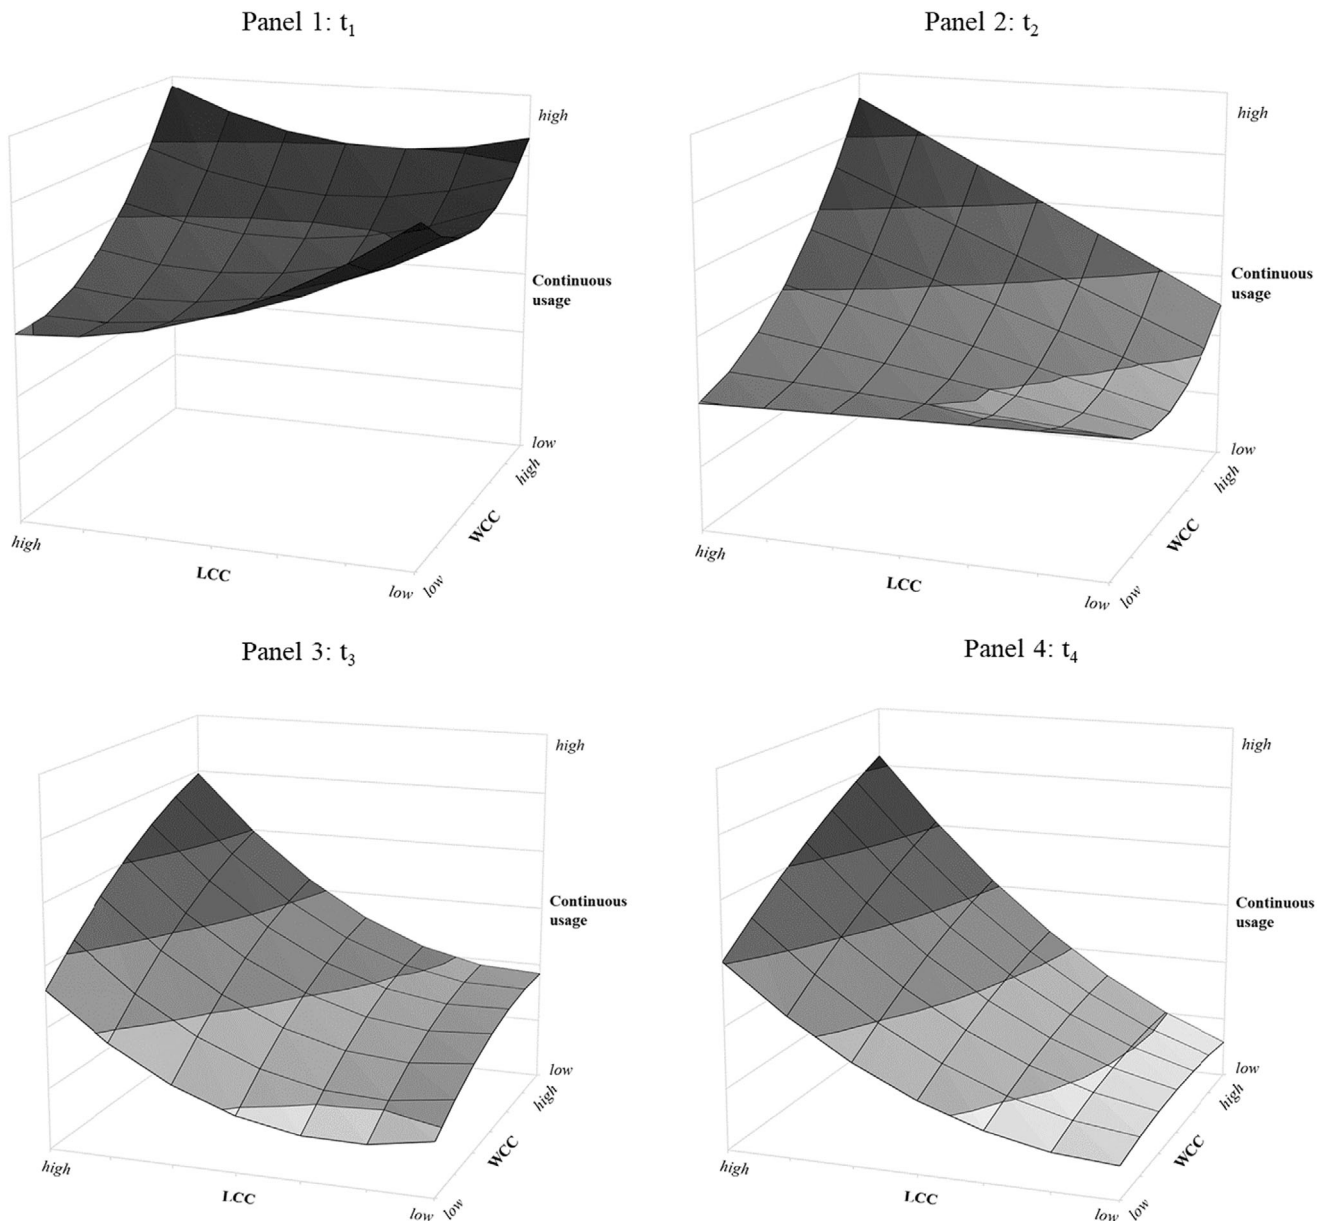 Panel 1: t₁
high
Continuous
usage
low
high
WCC
high
LCC
low low
Panel 2: t₂
high
Continuous
usage
low
high
WCC
high
LCC
low low
Panel 3: t₃
high
Continuous
usage
low
high
WCC
high
LCC
low low
Panel 4: t₄
high
Continuous
usage
low
high
WCC
high
LCC
low low